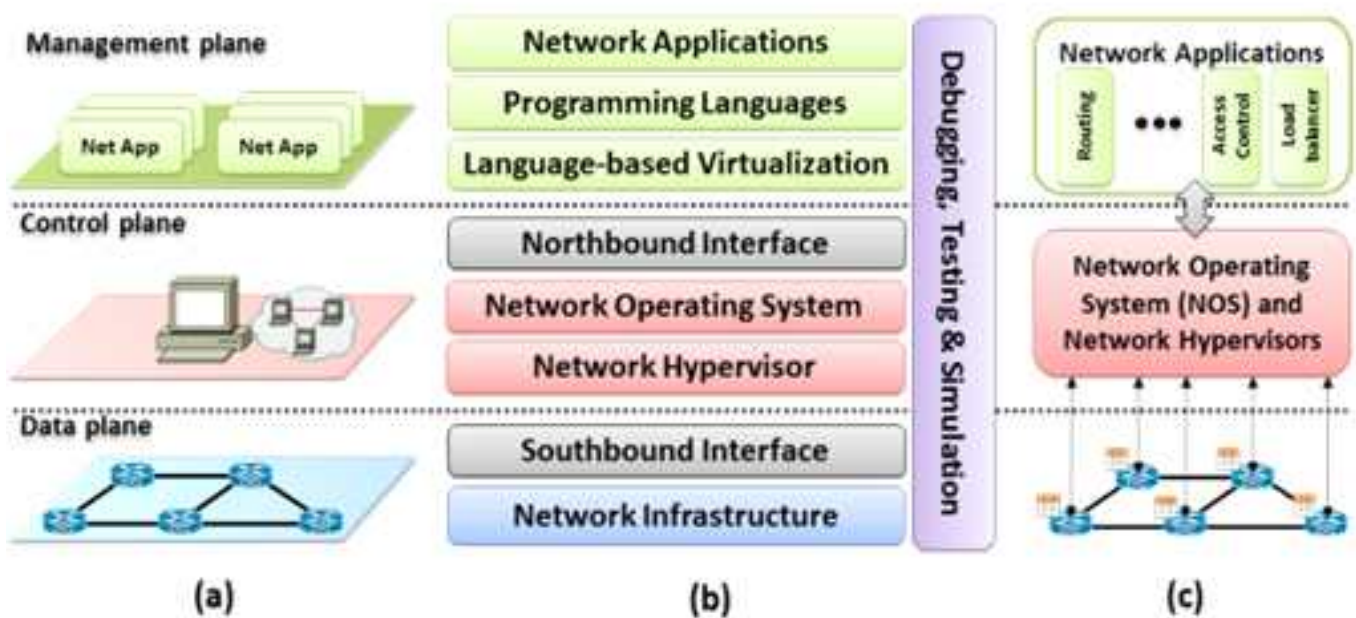 Management plane
Net App
Net App
Control plane
Data plane
(a)
Network Applications
Programming Languages
Language-based Virtualization
Northbound Interface
Network Operating System
Network Hypervisor
Southbound Interface
Network Infrastructure
Debugging, Testing & Simulation
(b)
Network Applications
Routing
•••
Access
Control
Load
balancer
Network Operating
System (NOS) and
Network Hypervisors
(c)